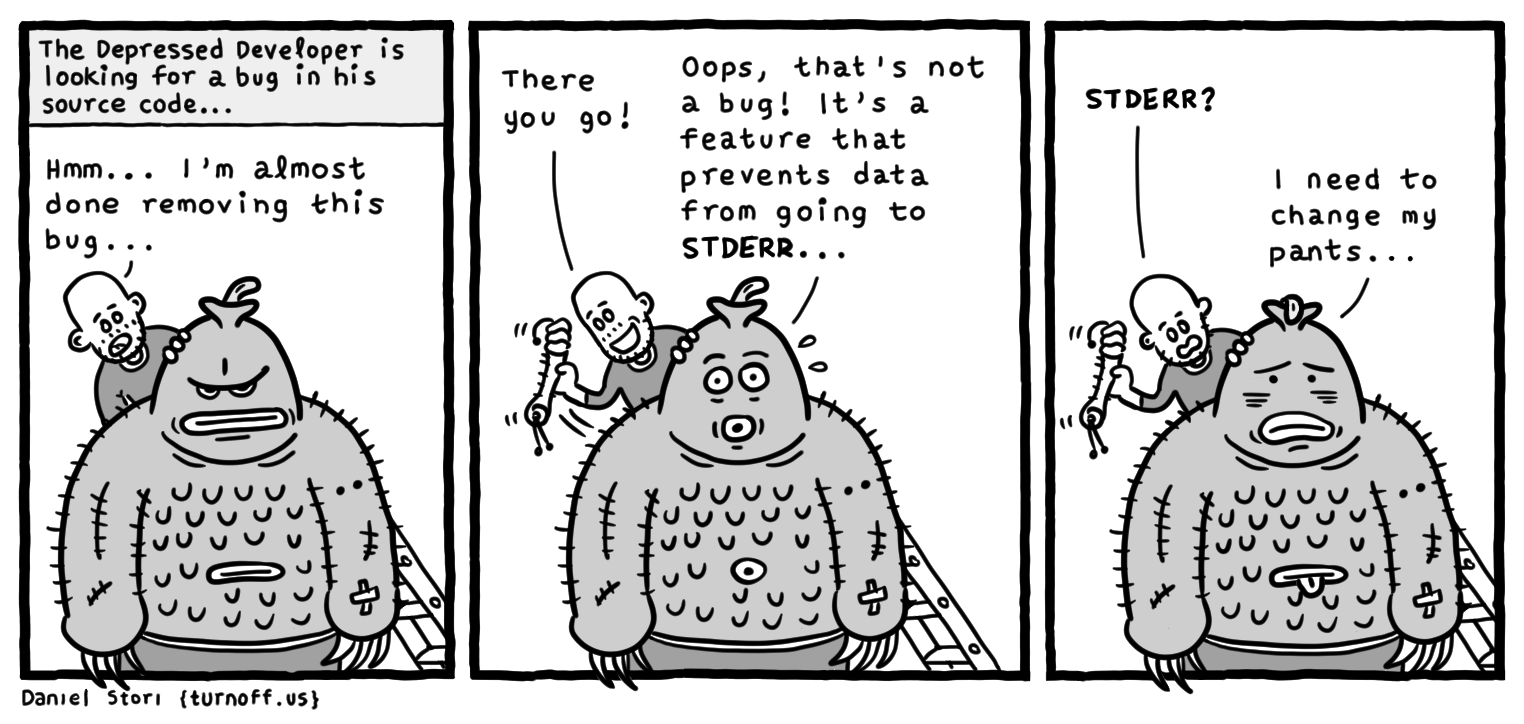 The Depressed Developer is
looking for a bug in his
source code...
Hmm... I'm almost
done removing this
bug...
There
you go!
Oops, that's not
a bug! It's a
feature that
prevents data
from going to
STDERR...
STDERR?
I need to
change my
pants...
Daniel Stori {turnoff.us}